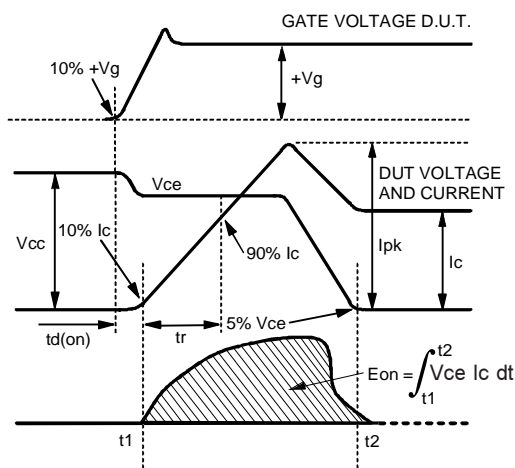 GATE VOLTAGE D.U.T.
10% +Vg
+Vg
Vce
DUT VOLTAGE
AND CURRENT
10% Ic
Vcc
90% Ic
Ipk
Ic
td(on)
tr
5% Vce
Eon = ∫ Vce Ic dt
t2
t1
t1
t2